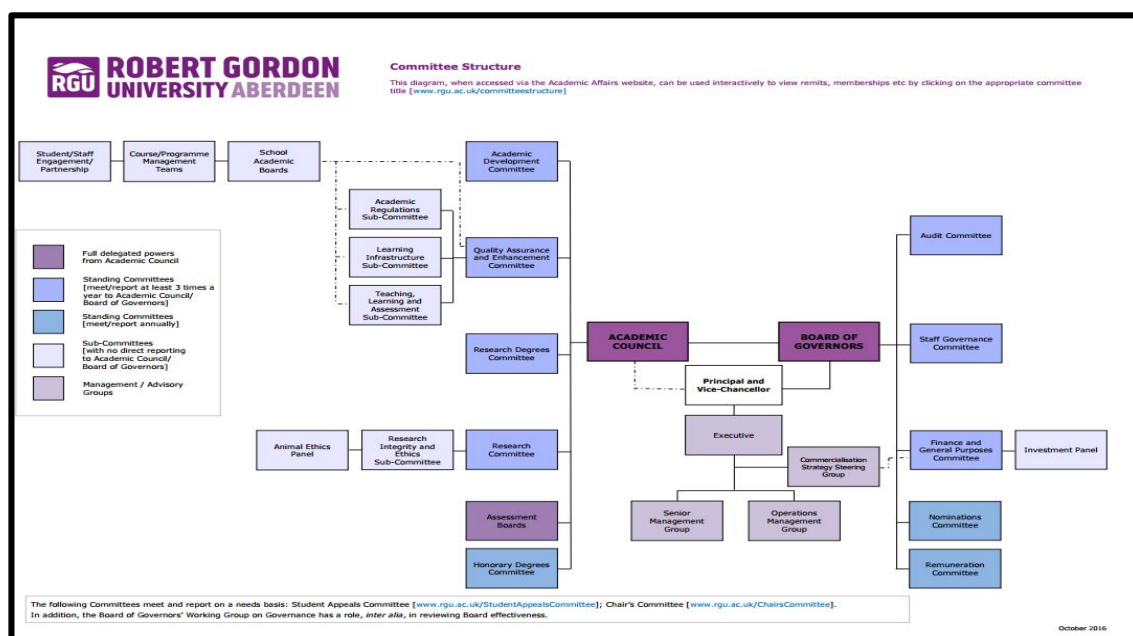 RGU
ROBERT GORDON
UNIVERSITY ABERDEEN
Committee Structure
This diagram, when accessed via the Academic Affairs website, can be used interactively to view remits, memberships etc by clicking on the appropriate committee
title [www.rgu.ac.uk/committeestructure]
Student/Staff
Engagement/
Partnership
Course/Programme
Management
Teams
School
Academic
Boards
Academic
Development
Committee
Academic
Regulations
Sub-Committee
Learning
Infrastructure
Sub-Committee
Teaching,
Learning and
Assessment
Sub-Committee
Quality Assurance
and Enhancement
Committee
Audit Committee
Full delegated powers
from Academic Council
Standing Committees
[meet/report at least 3 times a
year to Academic Council/
Board of Governors]
Standing Committees
[meet/report annually]
Sub-Committees
[with no direct reporting
to Academic Council/
Board of Governors]
Management / Advisory
Groups
Research Degrees
Committee
ACADEMIC
COUNCIL
BOARD OF
GOVERNORS
Staff Governance
Committee
Principal and
Vice-Chancellor
Animal Ethics
Panel
Research
Integrity and
Ethics
Sub-Committee
Research
Committee
Executive
Commercialisation
Strategy Steering
Group
Finance and
General Purposes
Committee
Investment Panel
Assessment
Boards
Senior
Management
Group
Operations
Management
Group
Nominations
Committee
Honorary Degrees
Committee
Remuneration
Committee
The following Committees meet and report on a needs basis: Student Appeals Committee [www.rgu.ac.uk/StudentAppealsCommittee]; Chair's Committee [www.rgu.ac.uk/ChairsCommittee].
In addition, the Board of Governors' Working Group on Governance has a role, inter alia, in reviewing Board effectiveness.
October 2016